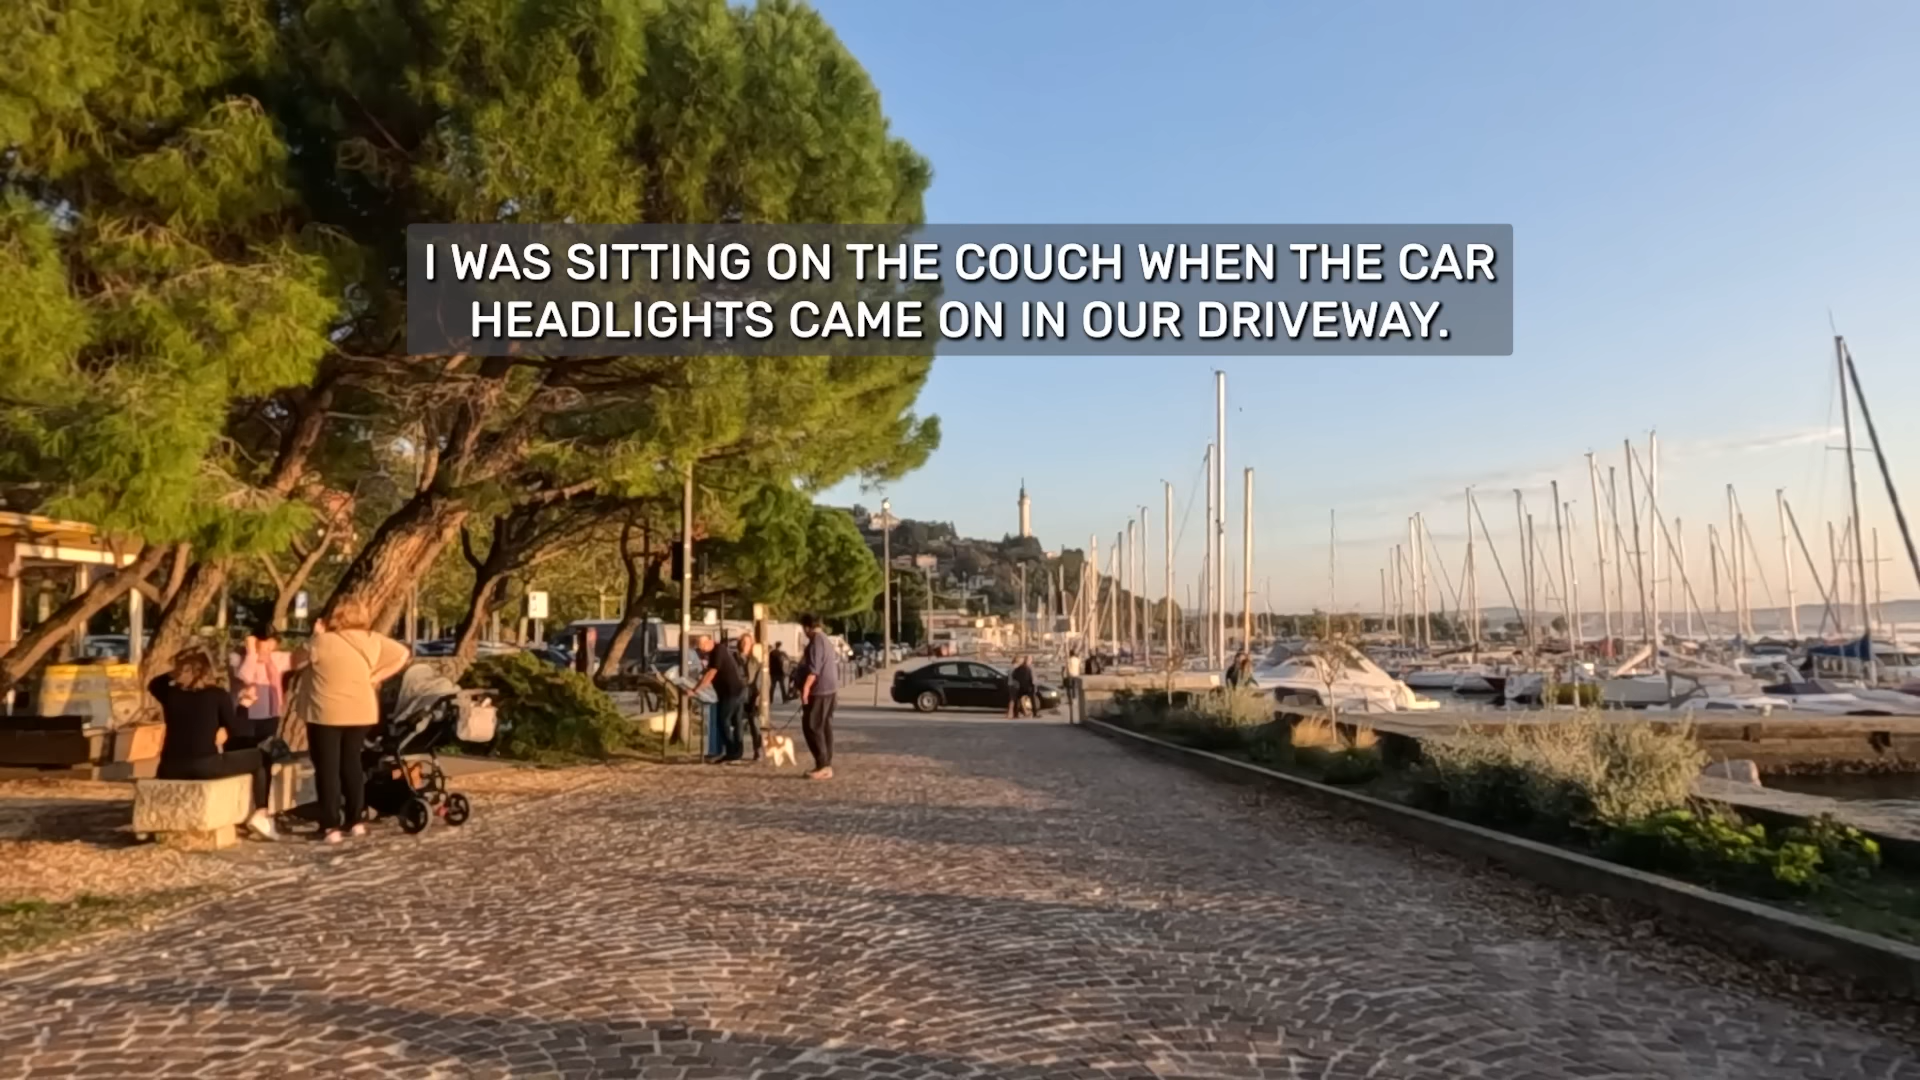 I WAS SITTING ON THE COUCH WHEN THE CAR
HEADLIGHTS CAME ON IN OUR DRIVEWAY.